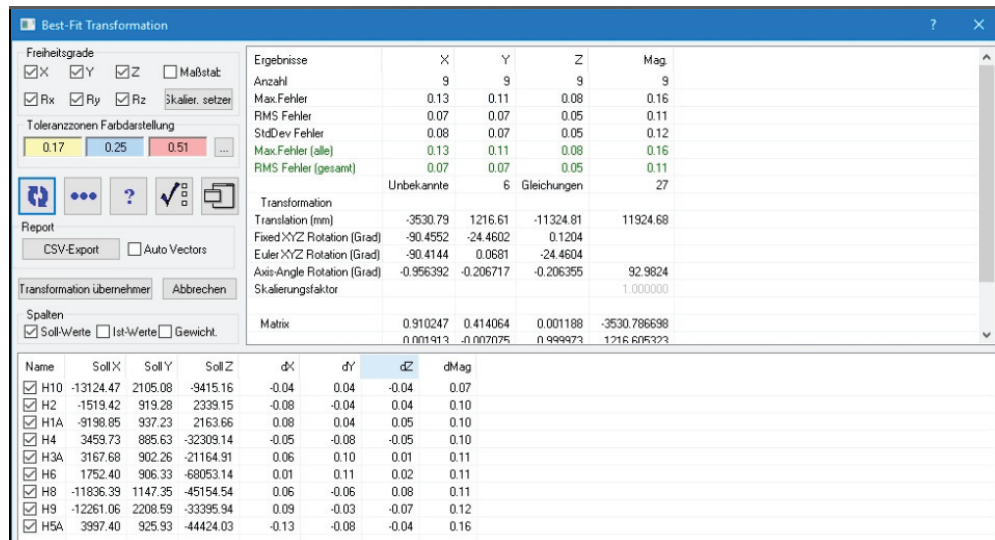 Best-Fit Transformation ? ×
Freiheitsgrade
X Y Z Maßstab
Rx Ry Rz Skalier. setzer
Toleranzzonen Farbdarstellung
0.17 0.25 0.51 ...
?
Report
CSV-Export Auto Vectors
Transformation übernehmer Abbrechen
Spalten
Soll-Werte Ist-Werte Gewicht.
Ergebnisse X Y Z Mag.
Anzahl 9 9 9 9
Max.Fehler 0.13 0.11 0.08 0.16
RMS Fehler 0.07 0.07 0.05 0.11
StdDev Fehler 0.08 0.07 0.05 0.12
Max.Fehler (alle) 0.13 0.11 0.08 0.16
RMS Fehler (gesamt) 0.07 0.07 0.05 0.11
Unbekannte 6 Gleichungen 27
Transformation
Translation (mm) -3530.79 1216.61 -11324.81 11924.68
Fixed XYZ Rotation (Grad) -90.4552 -24.4602 0.1204
Euler XYZ Rotation (Grad) -90.4144 0.0681 -24.4604
Axis-Angle Rotation (Grad) -0.956392 -0.206717 -0.206355 92.9824
Skalierungsfaktor 1.000000
Matrix 0.910247 0.414064 0.001188 -3530.786698
0.001913 -0.007075 0.999973 1216.605323
Name Soll X Soll Y Soll Z dX dY dZ dMag
H10 -13124.47 2105.08 -9415.16 -0.04 0.04 -0.04 0.07
H2 -1519.42 919.28 2339.15 -0.08 -0.04 0.04 0.10
H1A -9198.85 937.23 2163.66 0.08 0.04 0.05 0.10
H4 3459.73 885.63 -32309.14 -0.05 -0.08 -0.05 0.10
H3A 3167.68 902.26 -21164.91 0.06 0.10 0.01 0.11
H6 1752.40 906.33 -68053.14 0.01 0.11 0.02 0.11
H8 -11836.39 1147.35 -45154.54 0.06 -0.06 0.08 0.11
H9 -12261.06 2208.59 -33395.94 0.09 -0.03 -0.07 0.12
H5A 3997.40 925.93 -44424.03 -0.13 -0.08 -0.04 0.16